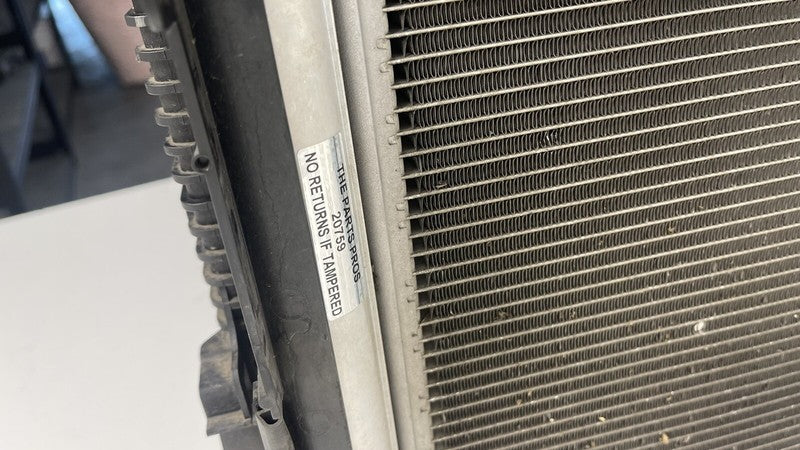 THE PARTS PROS
20759
NO RETURNS IF TAMPERED